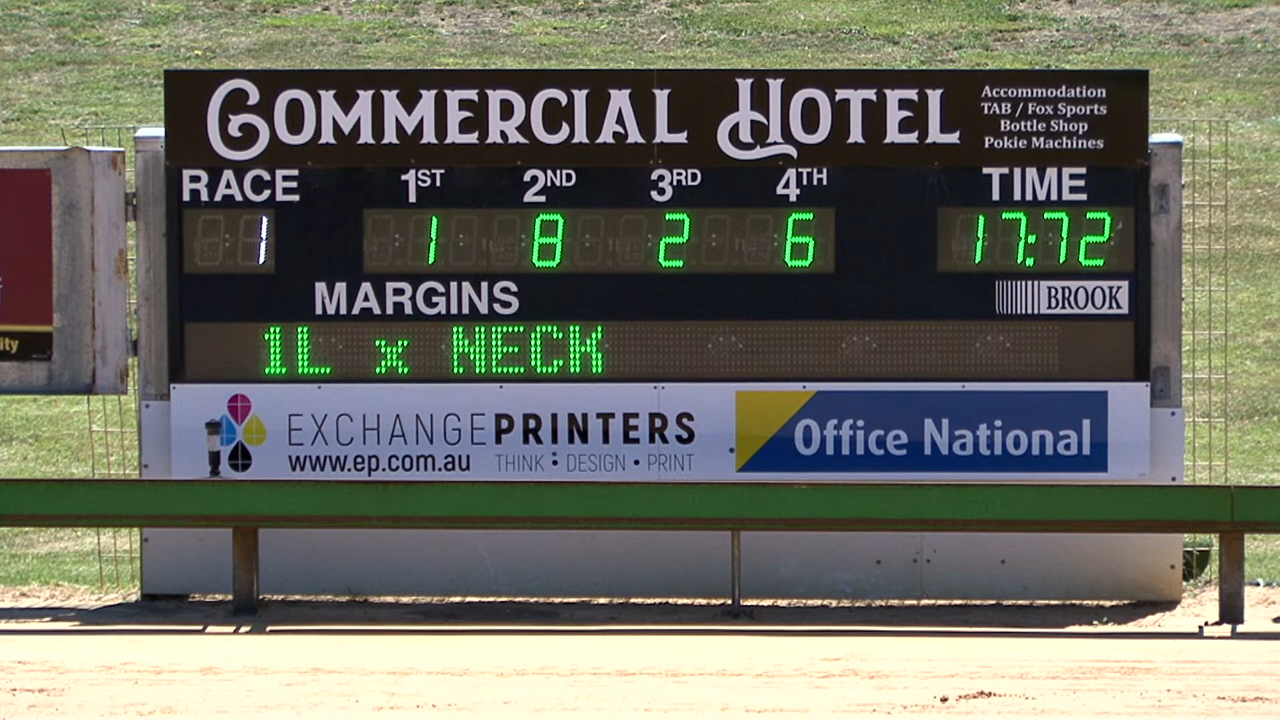 COMMERCIAL HOTEL
Accommodation
TAB / Fox Sports
Bottle Shop
Pokie Machines
RACE 1ST 2ND 3RD 4TH TIME
1 1 8 2 6 17:72
MARGINS
BROOK
1L x NECK
ity
EXCHANGEPRINTERS
www.ep.com.au THINK • DESIGN • PRINT
Office National